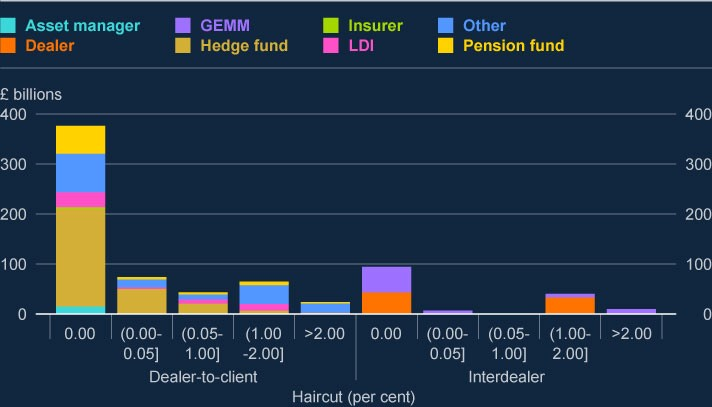 Asset manager GEMM Insurer Other
Dealer Hedge fund LDI Pension fund
£ billions
400 400
300 300
200 200
100 100
0 0
0.00 (0.00- (0.05- (1.00 >2.00 0.00 (0.00- (0.05- (1.00- >2.00
0.05] 1.00] -2.00] 0.05] 1.00] 2.00]
Dealer-to-client Interdealer
Haircut (per cent)